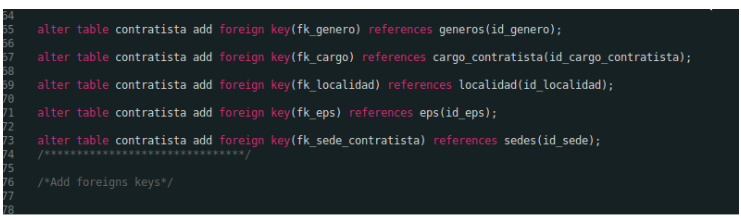 64
65 alter table contratista add foreign key(fk_genero) references generos(id_genero);
66
67 alter table contratista add foreign key(fk_cargo) references cargo_contratista(id_cargo_contratista);
68
69 alter table contratista add foreign key(fk_localidad) references localidad(id_localidad);
70
71 alter table contratista add foreign key(fk_eps) references eps(id_eps);
72
73 alter table contratista add foreign key(fk_sede_contratista) references sedes(id_sede);
74 /*******************************/
75
76 /*Add foreigns keys*/
77
78